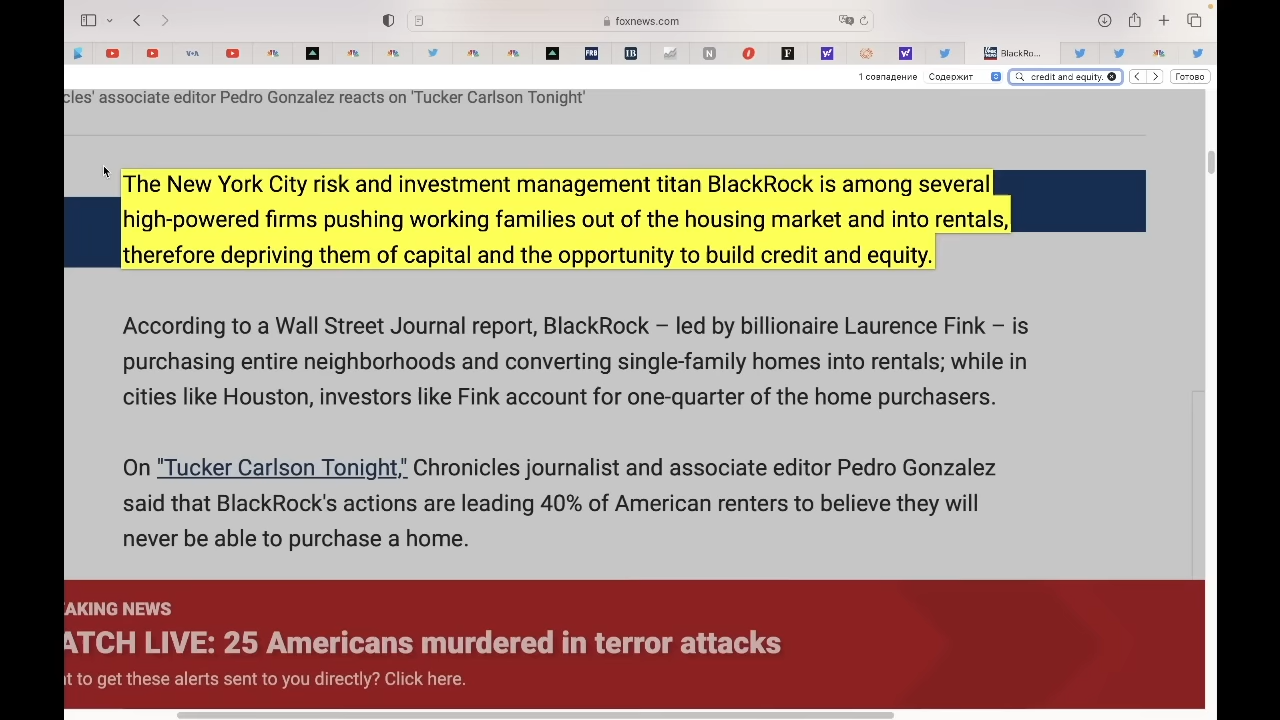 foxnews.com
VOA
FRB
IB
N
F
BlackRo...
1 совпадение
Содержит
credit and equity.
Готово
cles' associate editor Pedro Gonzalez reacts on 'Tucker Carlson Tonight'
The New York City risk and investment management titan BlackRock is among several
high-powered firms pushing working families out of the housing market and into rentals,
therefore depriving them of capital and the opportunity to build credit and equity.
According to a Wall Street Journal report, BlackRock – led by billionaire Laurence Fink – is
purchasing entire neighborhoods and converting single-family homes into rentals; while in
cities like Houston, investors like Fink account for one-quarter of the home purchasers.
On "Tucker Carlson Tonight," Chronicles journalist and associate editor Pedro Gonzalez
said that BlackRock's actions are leading 40% of American renters to believe they will
never be able to purchase a home.
AKING NEWS
ATCH LIVE: 25 Americans murdered in terror attacks
nt to get these alerts sent to you directly? Click here.